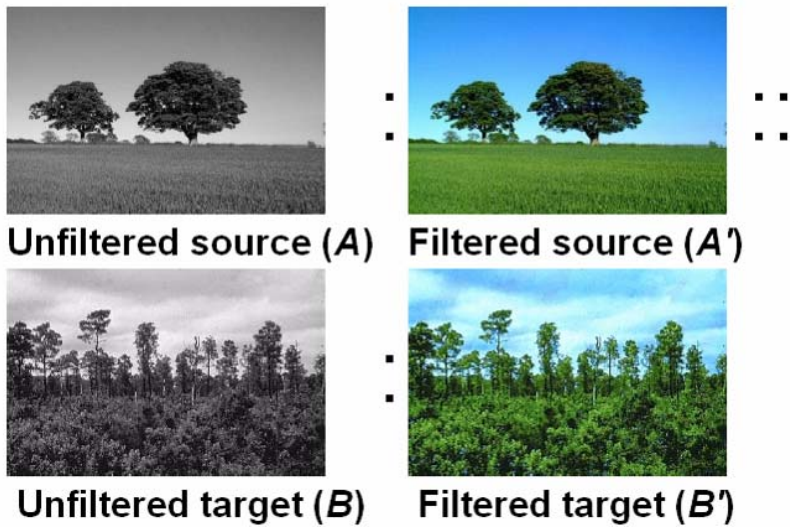 Unfiltered source (A)
:
Filtered source (A')
::
Unfiltered target (B)
:
Filtered target (B')